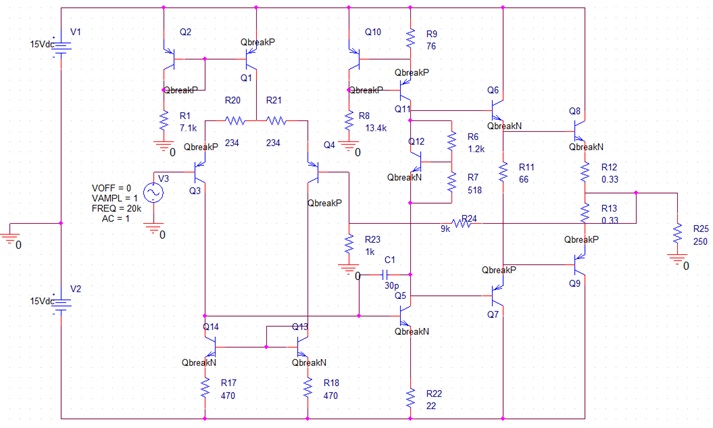 V1
15Vdc
Q2
QbreakP
R1
7.1k
0
QbreakP
Q1
R20
234
R21
234
Q10
QbreakP
R8
13.4k
0
R9
76
QbreakP
Q11
Q12
QbreakN
R6
1.2k
R7
518
Q6
QbreakN
Q8
QbreakN
R11
66
R12
0.33
R13
0.33
R25
250
0
QbreakP
Q3
Q4
QbreakP
V3
VOFF = 0
VAMPL = 1
FREQ = 20k
AC = 1
0
0
R24
9k
R23
1k
0
C1
30p
Q5
QbreakN
QbreakP
Q7
QbreakP
Q9
V2
15Vdc
Q14
QbreakN
Q13
QbreakN
R17
470
R18
470
R22
22